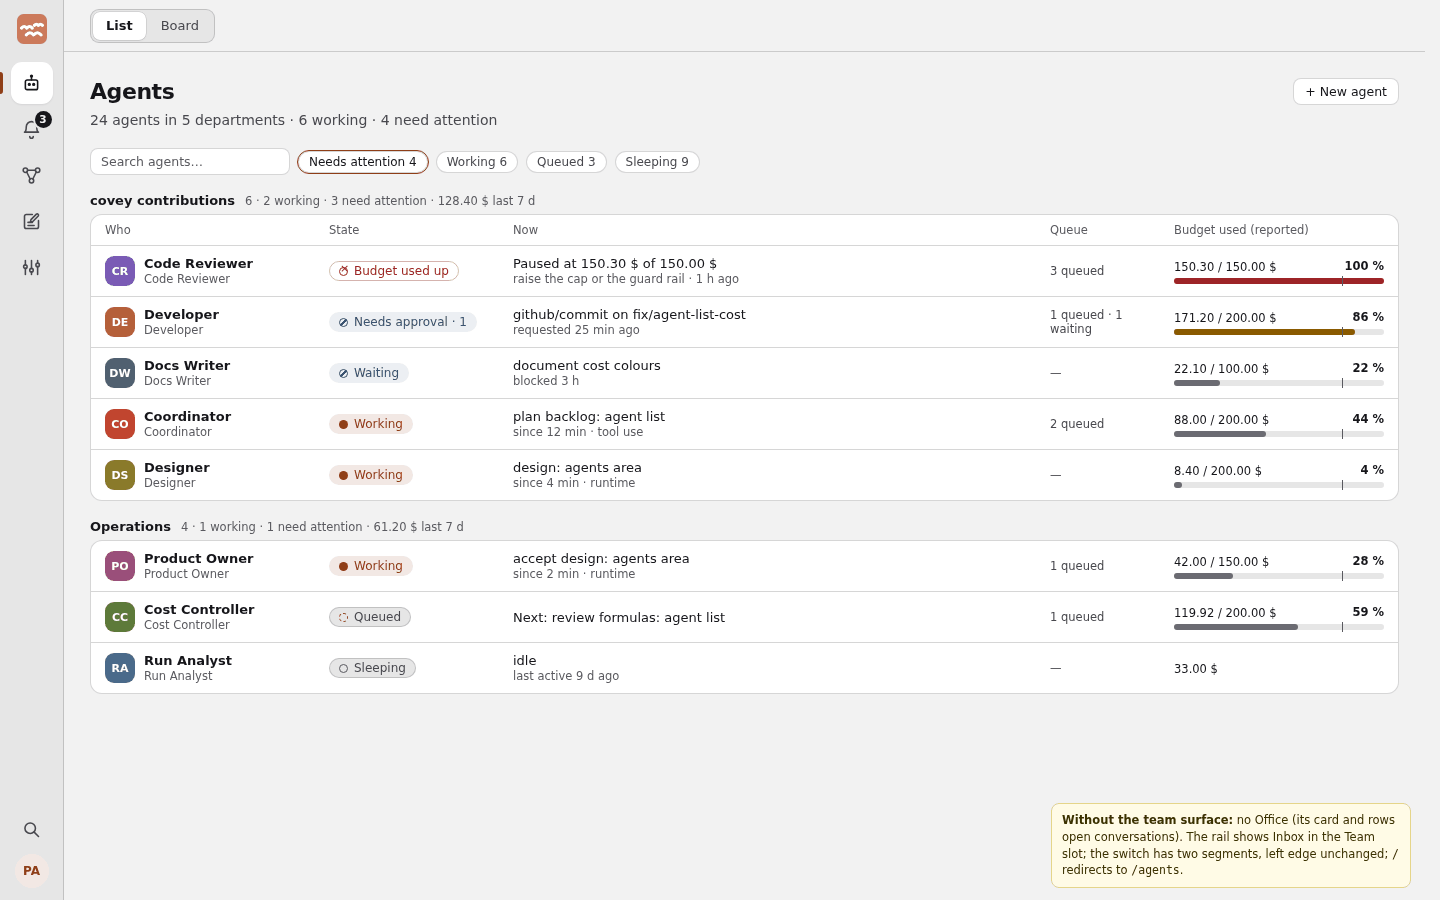 List Board
3
Agents
+ New agent
24 agents in 5 departments · 6 working · 4 need attention
Search agents… Needs attention 4 Working 6 Queued 3 Sleeping 9
covey contributions 6 · 2 working · 3 need attention · 128.40 $ last 7 d
Who State Now Queue Budget used (reported)
CR Code Reviewer
Code Reviewer
Budget used up
Paused at 150.30 $ of 150.00 $
raise the cap or the guard rail · 1 h ago
3 queued
150.30 / 150.00 $ 100 %
DE Developer
Developer
Needs approval · 1
github/commit on fix/agent-list-cost
requested 25 min ago
1 queued · 1
waiting
171.20 / 200.00 $ 86 %
DW Docs Writer
Docs Writer
Waiting
document cost colours
blocked 3 h
—
22.10 / 100.00 $ 22 %
CO Coordinator
Coordinator
Working
plan backlog: agent list
since 12 min · tool use
2 queued
88.00 / 200.00 $ 44 %
DS Designer
Designer
Working
design: agents area
since 4 min · runtime
—
8.40 / 200.00 $ 4 %
Operations 4 · 1 working · 1 need attention · 61.20 $ last 7 d
PO Product Owner
Product Owner
Working
accept design: agents area
since 2 min · runtime
1 queued
42.00 / 150.00 $ 28 %
CC Cost Controller
Cost Controller
Queued
Next: review formulas: agent list
1 queued
119.92 / 200.00 $ 59 %
RA Run Analyst
Run Analyst
Sleeping
idle
last active 9 d ago
—
33.00 $
Without the team surface: no Office (its card and rows
open conversations). The rail shows Inbox in the Team
slot; the switch has two segments, left edge unchanged; /
redirects to /agents.
PA